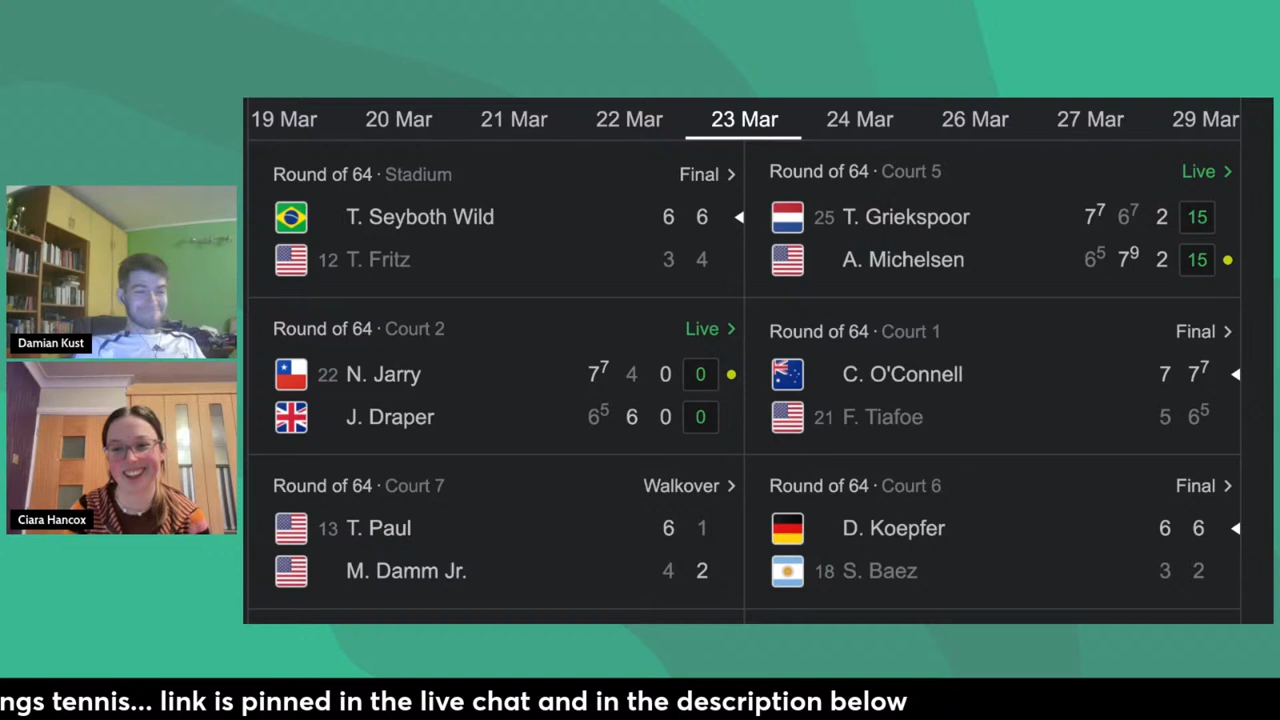 19 Mar 20 Mar 21 Mar 22 Mar 23 Mar 24 Mar 26 Mar 27 Mar 29 Mar
Round of 64 · Stadium Final
T. Seyboth Wild 6 6
12 T. Fritz 3 4
Round of 64 · Court 5 Live
25 T. Griekspoor 7⁷ 6⁷ 2 15
A. Michelsen 6⁵ 7⁹ 2 15
Round of 64 · Court 2 Live
22 N. Jarry 7⁷ 4 0 0
J. Draper 6⁵ 6 0 0
Round of 64 · Court 1 Final
C. O'Connell 7 7⁷
21 F. Tiafoe 5 6⁵
Round of 64 · Court 7 Walkover
13 T. Paul 6 1
M. Damm Jr. 4 2
Round of 64 · Court 6 Final
D. Koepfer 6 6
18 S. Baez 3 2
Damian Kust
Ciara Hancox
ngs tennis... link is pinned in the live chat and in the description below